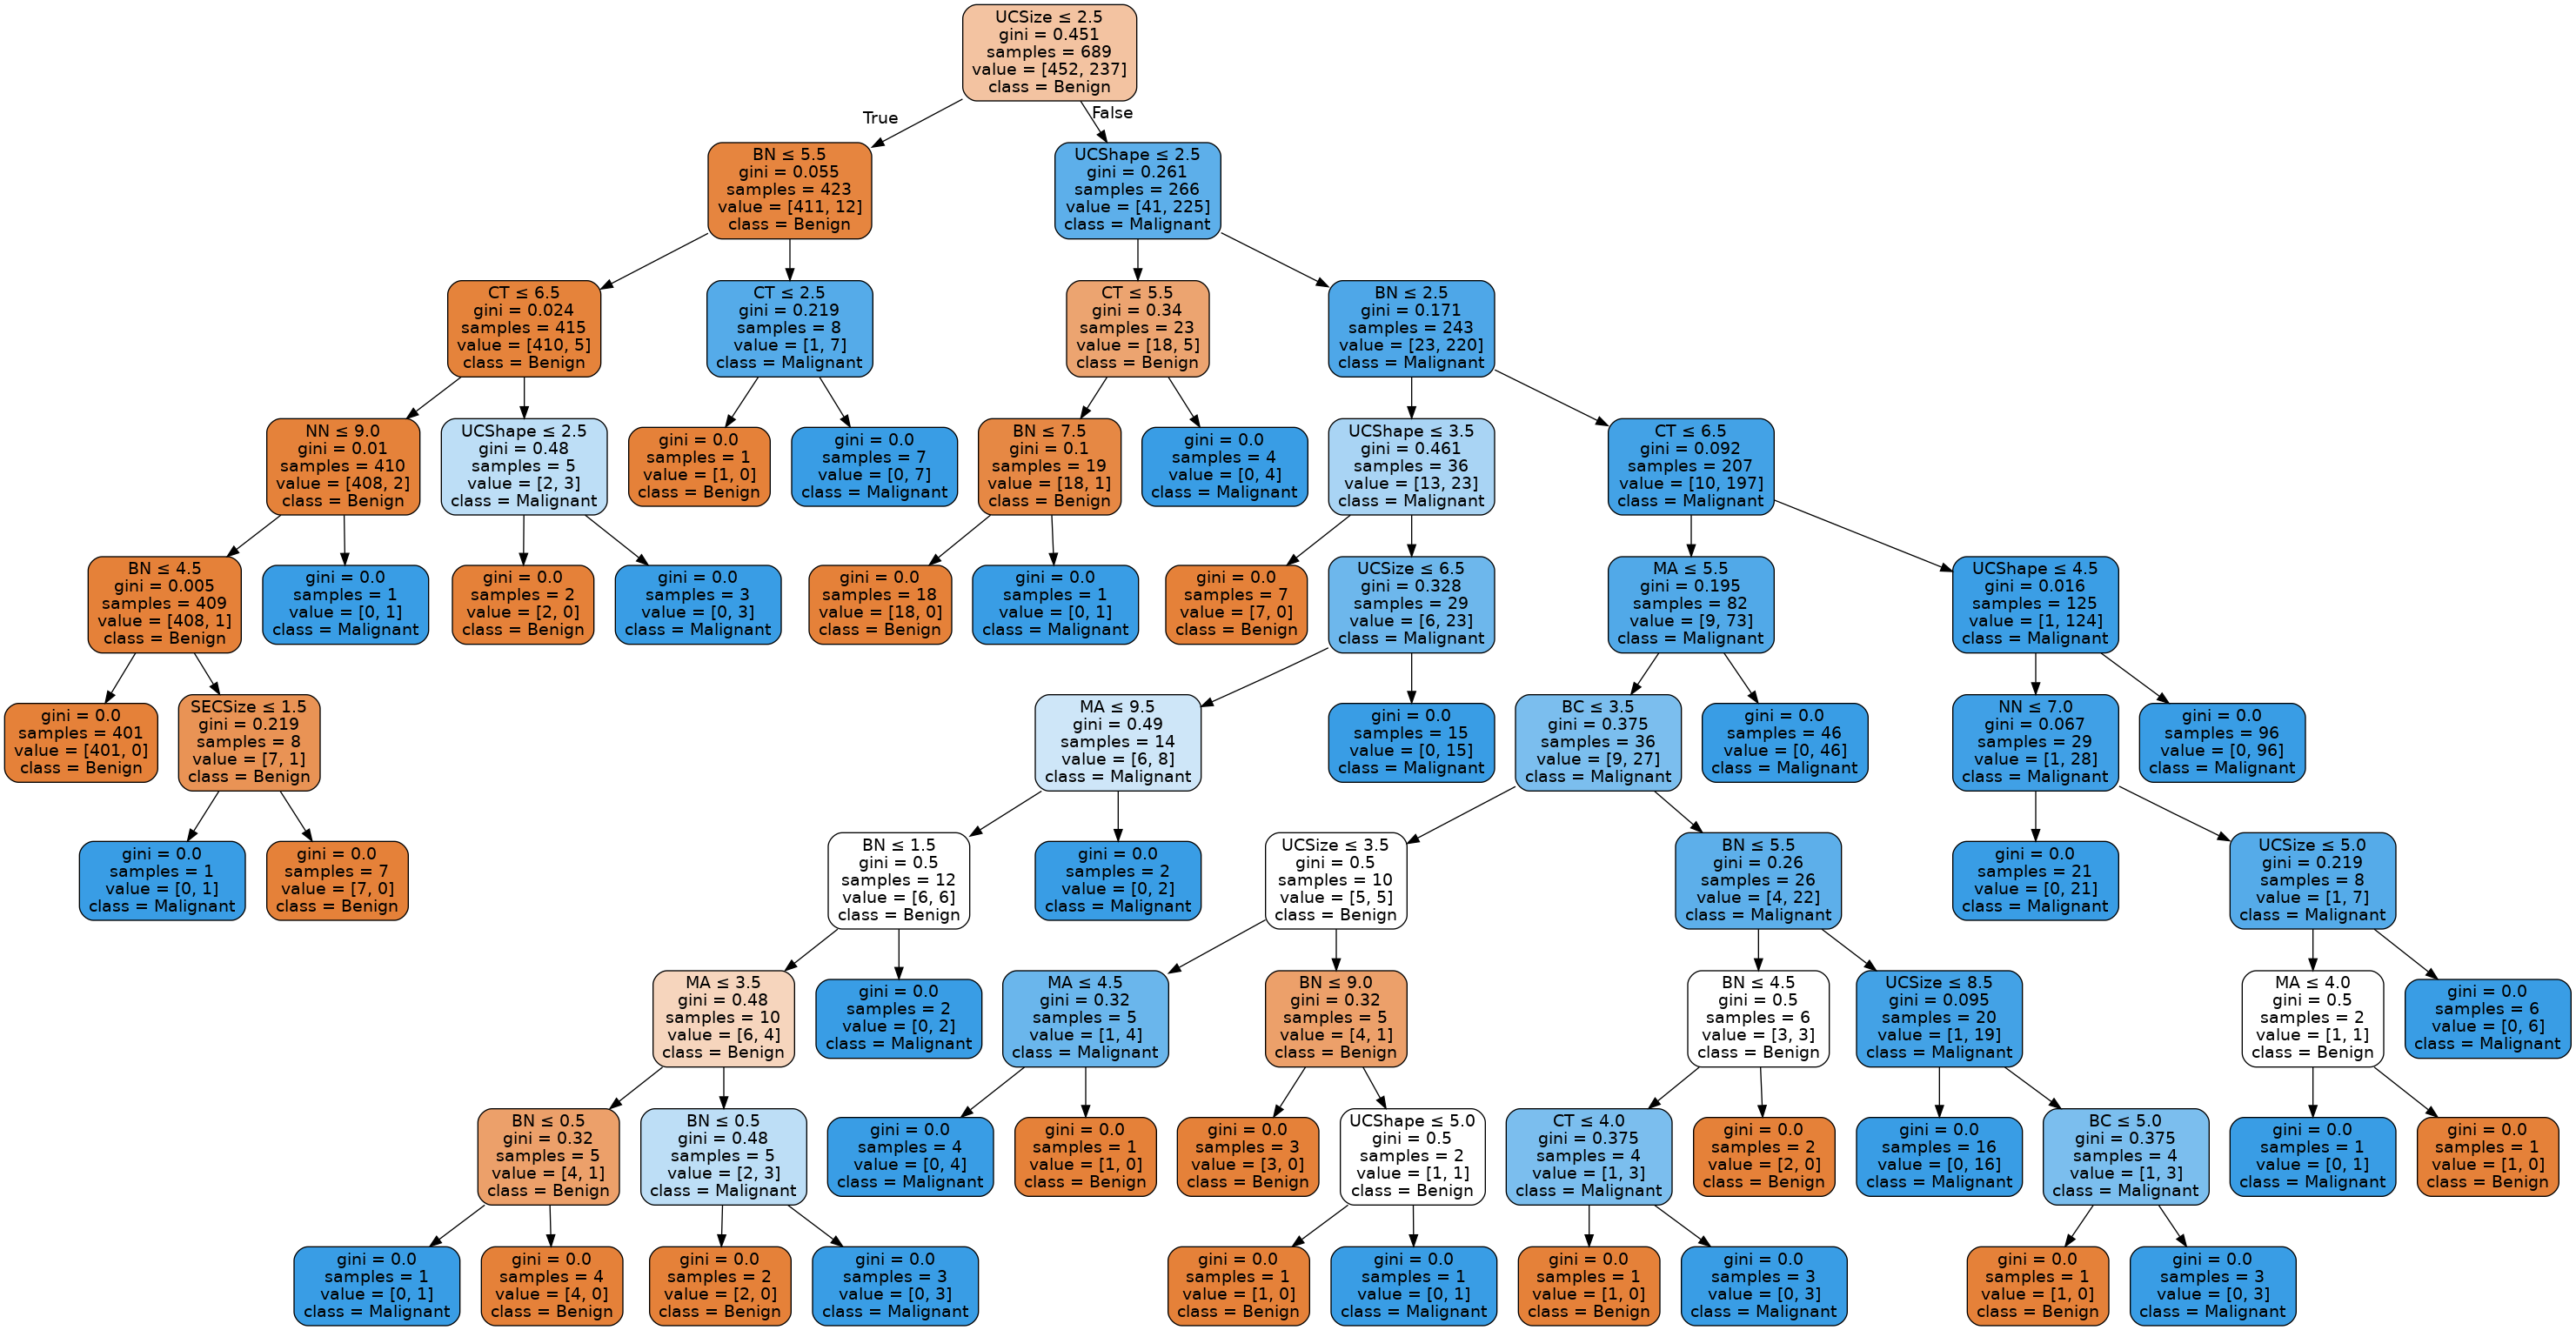 UCSize ≤ 2.5
gini = 0.451
samples = 689
value = [452, 237]
class = Benign
True
False
BN ≤ 5.5
gini = 0.055
samples = 423
value = [411, 12]
class = Benign
UCShape ≤ 2.5
gini = 0.261
samples = 266
value = [41, 225]
class = Malignant
CT ≤ 6.5
gini = 0.024
samples = 415
value = [410, 5]
class = Benign
CT ≤ 2.5
gini = 0.219
samples = 8
value = [1, 7]
class = Malignant
CT ≤ 5.5
gini = 0.34
samples = 23
value = [18, 5]
class = Benign
BN ≤ 2.5
gini = 0.171
samples = 243
value = [23, 220]
class = Malignant
NN ≤ 9.0
gini = 0.01
samples = 410
value = [408, 2]
class = Benign
UCShape ≤ 2.5
gini = 0.48
samples = 5
value = [2, 3]
class = Malignant
gini = 0.0
samples = 1
value = [1, 0]
class = Benign
gini = 0.0
samples = 7
value = [0, 7]
class = Malignant
BN ≤ 7.5
gini = 0.1
samples = 19
value = [18, 1]
class = Benign
gini = 0.0
samples = 4
value = [0, 4]
class = Malignant
UCShape ≤ 3.5
gini = 0.461
samples = 36
value = [13, 23]
class = Malignant
CT ≤ 6.5
gini = 0.092
samples = 207
value = [10, 197]
class = Malignant
BN ≤ 4.5
gini = 0.005
samples = 409
value = [408, 1]
class = Benign
gini = 0.0
samples = 1
value = [0, 1]
class = Malignant
gini = 0.0
samples = 2
value = [2, 0]
class = Benign
gini = 0.0
samples = 3
value = [0, 3]
class = Malignant
gini = 0.0
samples = 18
value = [18, 0]
class = Benign
gini = 0.0
samples = 1
value = [0, 1]
class = Malignant
gini = 0.0
samples = 7
value = [7, 0]
class = Benign
UCSize ≤ 6.5
gini = 0.328
samples = 29
value = [6, 23]
class = Malignant
MA ≤ 5.5
gini = 0.195
samples = 82
value = [9, 73]
class = Malignant
UCShape ≤ 4.5
gini = 0.016
samples = 125
value = [1, 124]
class = Malignant
gini = 0.0
samples = 401
value = [401, 0]
class = Benign
SECSize ≤ 1.5
gini = 0.219
samples = 8
value = [7, 1]
class = Benign
MA ≤ 9.5
gini = 0.49
samples = 14
value = [6, 8]
class = Malignant
gini = 0.0
samples = 15
value = [0, 15]
class = Malignant
BC ≤ 3.5
gini = 0.375
samples = 36
value = [9, 27]
class = Malignant
gini = 0.0
samples = 46
value = [0, 46]
class = Malignant
NN ≤ 7.0
gini = 0.067
samples = 29
value = [1, 28]
class = Malignant
gini = 0.0
samples = 96
value = [0, 96]
class = Malignant
gini = 0.0
samples = 1
value = [0, 1]
class = Malignant
gini = 0.0
samples = 7
value = [7, 0]
class = Benign
BN ≤ 1.5
gini = 0.5
samples = 12
value = [6, 6]
class = Benign
gini = 0.0
samples = 2
value = [0, 2]
class = Malignant
UCSize ≤ 3.5
gini = 0.5
samples = 10
value = [5, 5]
class = Benign
BN ≤ 5.5
gini = 0.26
samples = 26
value = [4, 22]
class = Malignant
gini = 0.0
samples = 21
value = [0, 21]
class = Malignant
UCSize ≤ 5.0
gini = 0.219
samples = 8
value = [1, 7]
class = Malignant
MA ≤ 3.5
gini = 0.48
samples = 10
value = [6, 4]
class = Benign
gini = 0.0
samples = 2
value = [0, 2]
class = Malignant
MA ≤ 4.5
gini = 0.32
samples = 5
value = [1, 4]
class = Malignant
BN ≤ 9.0
gini = 0.32
samples = 5
value = [4, 1]
class = Benign
BN ≤ 4.5
gini = 0.5
samples = 6
value = [3, 3]
class = Benign
UCSize ≤ 8.5
gini = 0.095
samples = 20
value = [1, 19]
class = Malignant
MA ≤ 4.0
gini = 0.5
samples = 2
value = [1, 1]
class = Benign
gini = 0.0
samples = 6
value = [0, 6]
class = Malignant
BN ≤ 0.5
gini = 0.32
samples = 5
value = [4, 1]
class = Benign
BN ≤ 0.5
gini = 0.48
samples = 5
value = [2, 3]
class = Malignant
gini = 0.0
samples = 4
value = [0, 4]
class = Malignant
gini = 0.0
samples = 1
value = [1, 0]
class = Benign
gini = 0.0
samples = 3
value = [3, 0]
class = Benign
UCShape ≤ 5.0
gini = 0.5
samples = 2
value = [1, 1]
class = Benign
CT ≤ 4.0
gini = 0.375
samples = 4
value = [1, 3]
class = Malignant
gini = 0.0
samples = 2
value = [2, 0]
class = Benign
gini = 0.0
samples = 16
value = [0, 16]
class = Malignant
BC ≤ 5.0
gini = 0.375
samples = 4
value = [1, 3]
class = Malignant
gini = 0.0
samples = 1
value = [0, 1]
class = Malignant
gini = 0.0
samples = 1
value = [1, 0]
class = Benign
gini = 0.0
samples = 1
value = [0, 1]
class = Malignant
gini = 0.0
samples = 4
value = [4, 0]
class = Benign
gini = 0.0
samples = 2
value = [2, 0]
class = Benign
gini = 0.0
samples = 3
value = [0, 3]
class = Malignant
gini = 0.0
samples = 1
value = [1, 0]
class = Benign
gini = 0.0
samples = 1
value = [0, 1]
class = Malignant
gini = 0.0
samples = 1
value = [1, 0]
class = Benign
gini = 0.0
samples = 3
value = [0, 3]
class = Malignant
gini = 0.0
samples = 1
value = [1, 0]
class = Benign
gini = 0.0
samples = 3
value = [0, 3]
class = Malignant